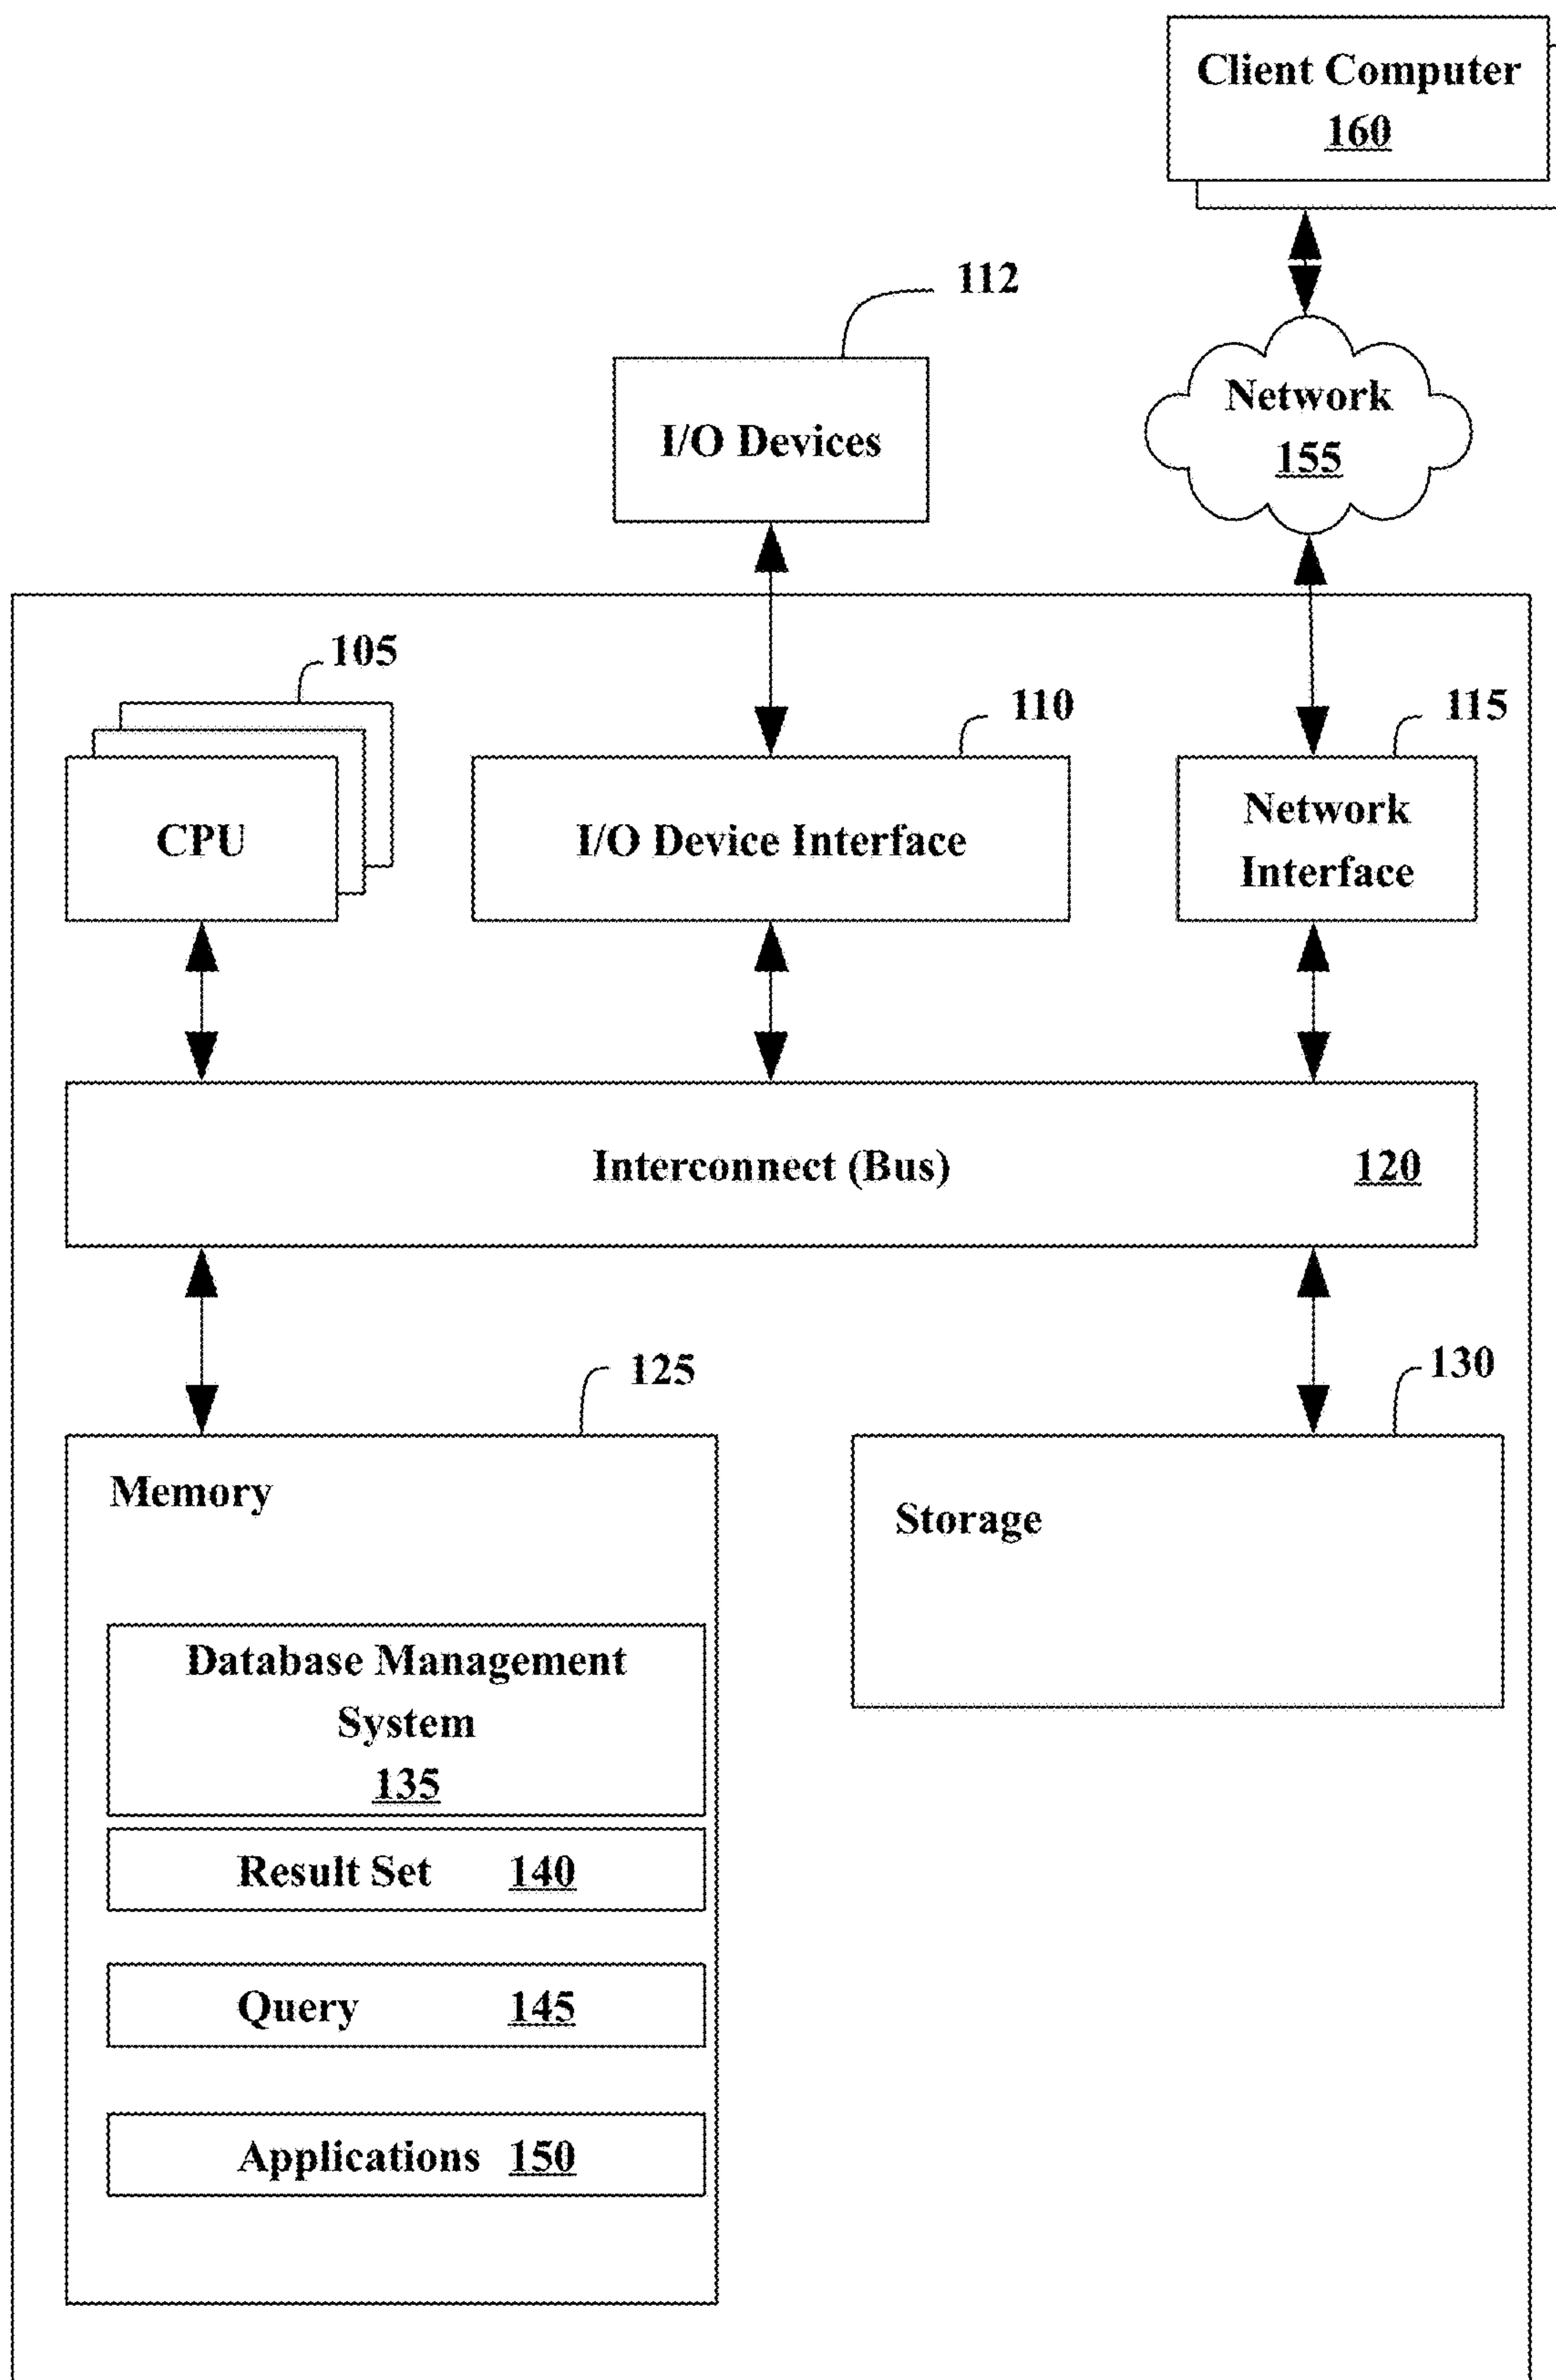 Client Computer
160
112
I/O Devices
Network
155
105
110
115
CPU
I/O Device Interface
Network
Interface
Interconnect (Bus)
120
125
130
Memory
Storage
Database Management
System
135
Result Set 140
Query 145
Applications 150